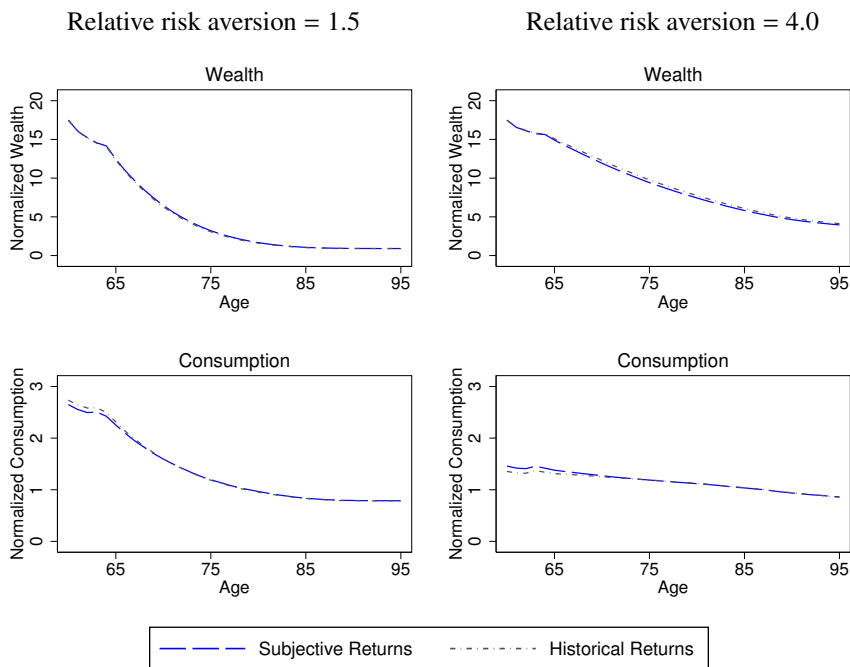 Relative risk aversion = 1.5
Relative risk aversion = 4.0
Wealth
Normalized Wealth
20
15
10
5
0
65 75 85 95
Age
Wealth
Normalized Wealth
20
15
10
5
0
65 75 85 95
Age
Consumption
Normalized Consumption
3
2
1
0
65 75 85 95
Age
Consumption
Normalized Consumption
3
2
1
0
65 75 85 95
Age
Subjective Returns Historical Returns